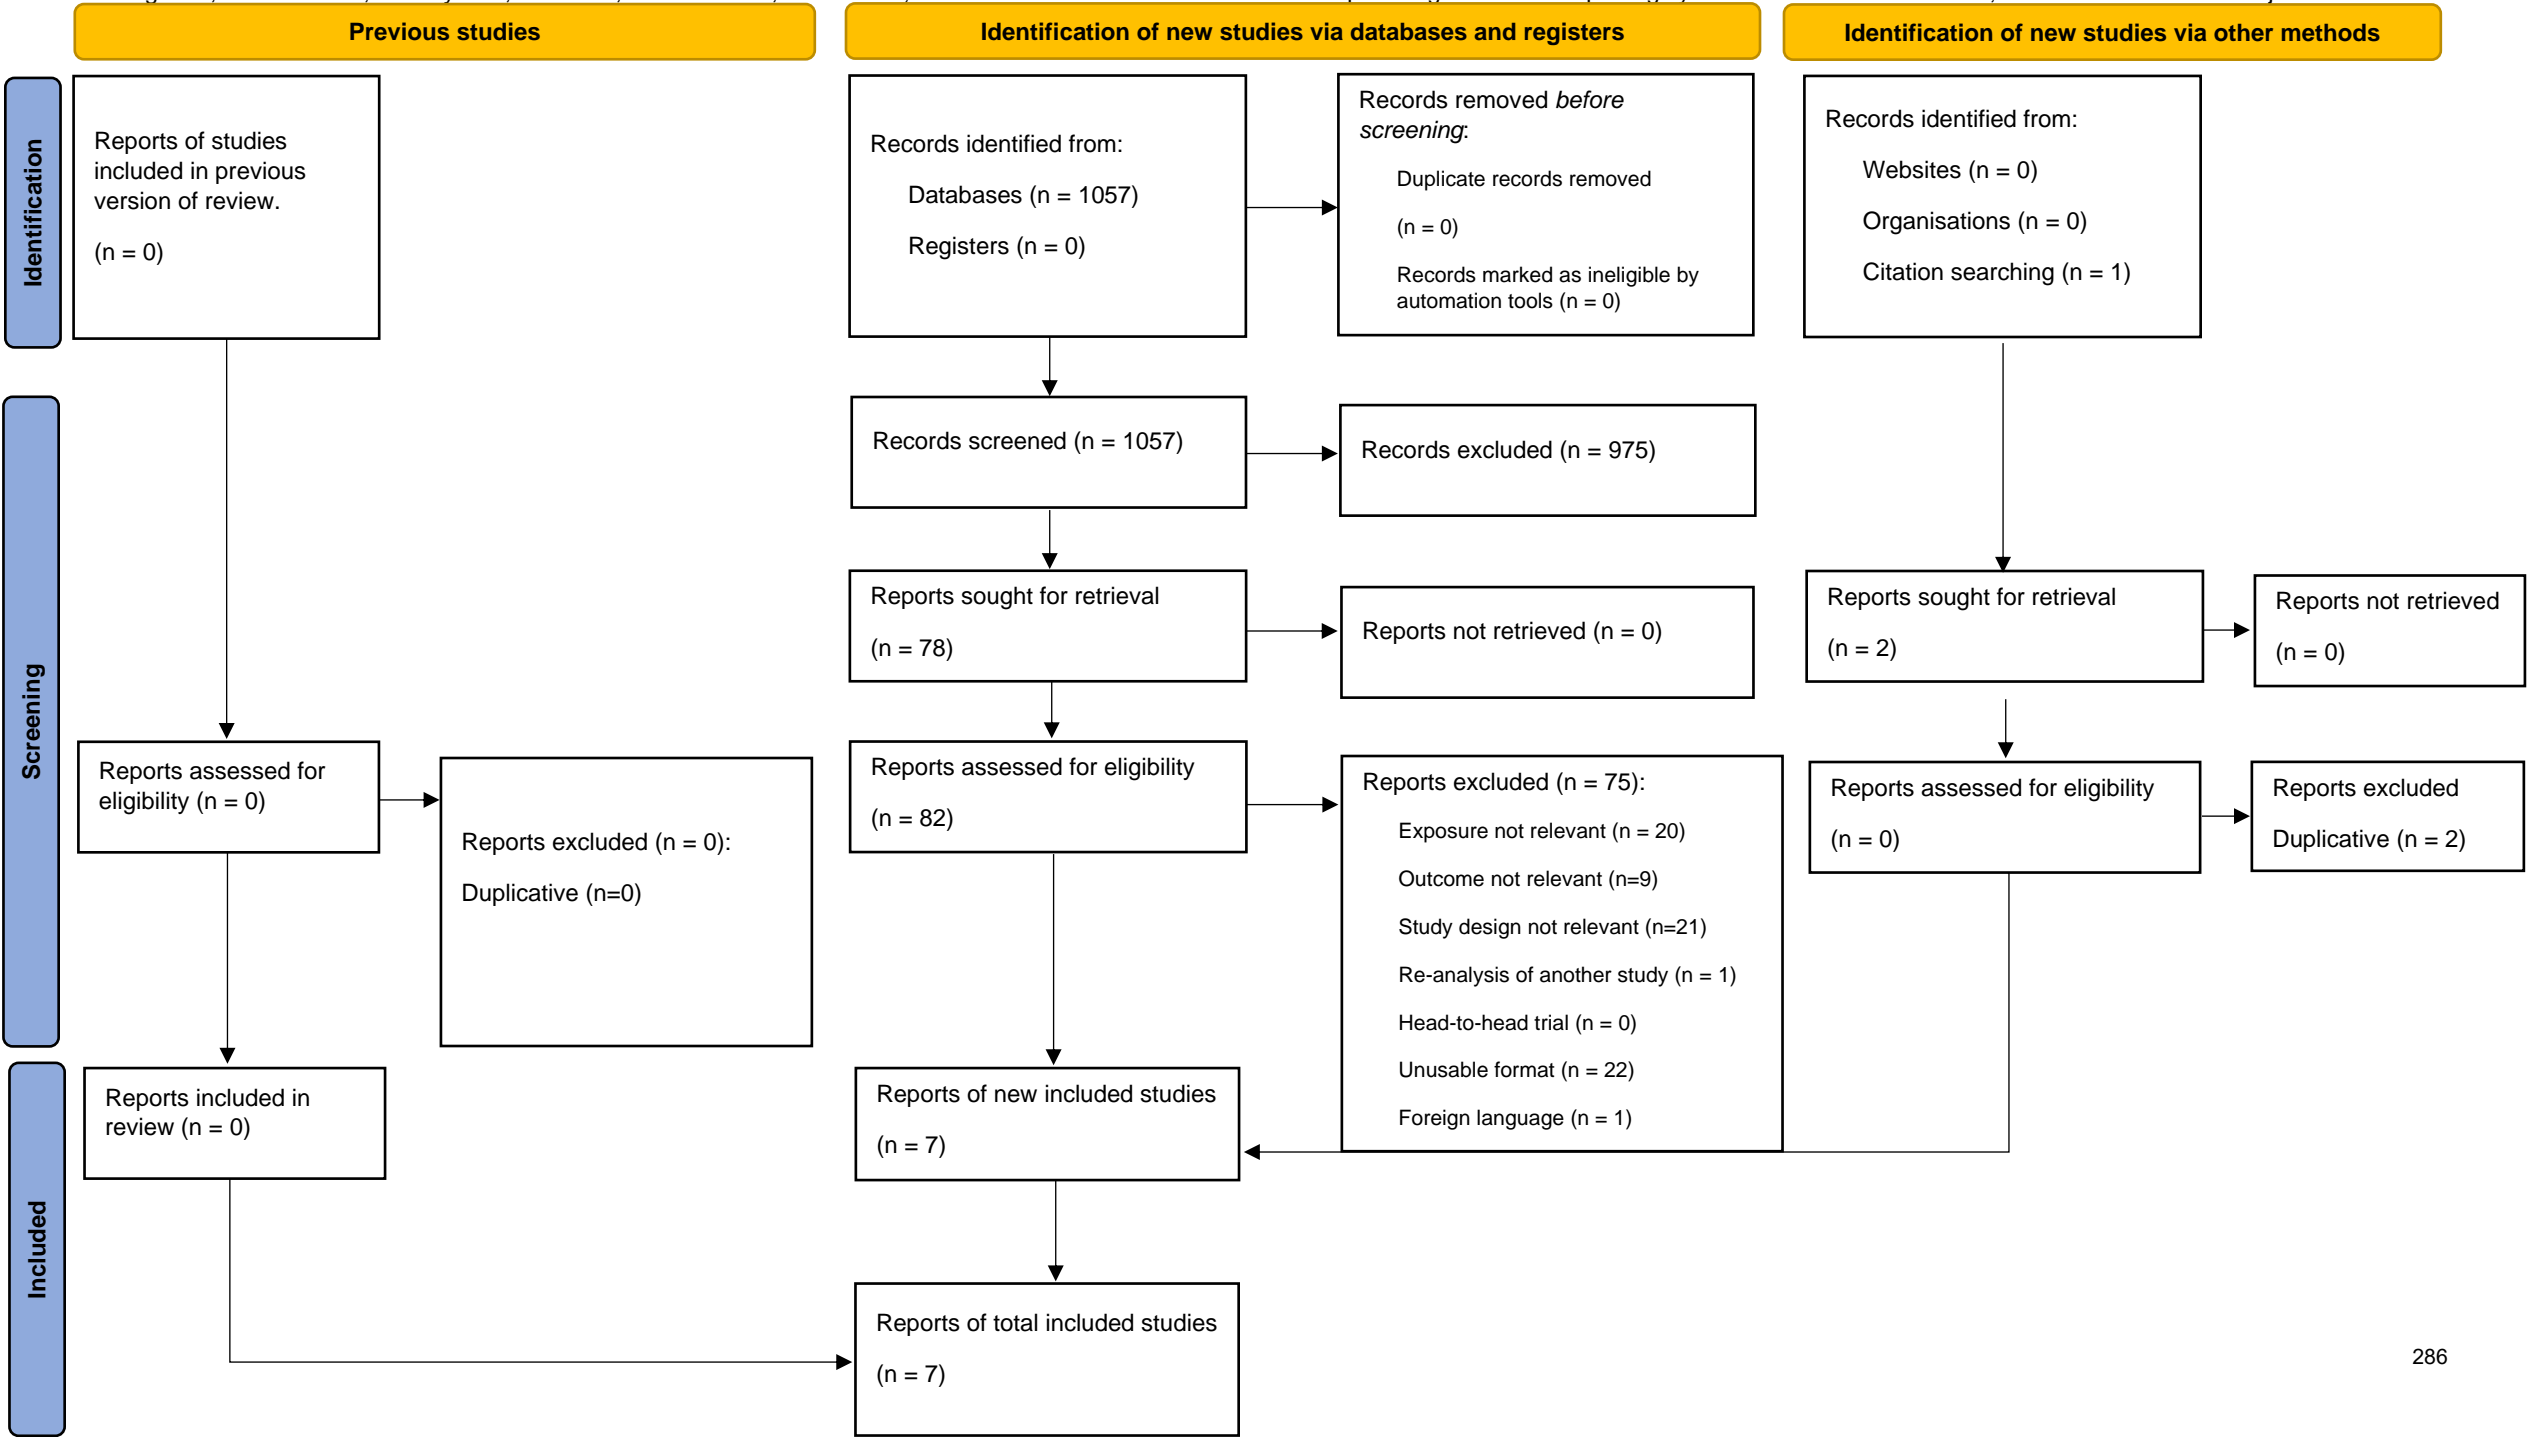 Previous studies
Identification of new studies via databases and registers
Identification of new studies via other methods
Identification
Reports of studies
included in previous
version of review.
(n = 0)
Records identified from:
Databases (n = 1057)
Registers (n = 0)
Records removed before
screening:
Duplicate records removed
(n = 0)
Records marked as ineligible by
automation tools (n = 0)
Records identified from:
Websites (n = 0)
Organisations (n = 0)
Citation searching (n = 1)
Screening
Records screened (n = 1057)
Records excluded (n = 975)
Reports sought for retrieval
(n = 78)
Reports not retrieved (n = 0)
Reports sought for retrieval
(n = 2)
Reports not retrieved
(n = 0)
Reports assessed for
eligibility (n = 0)
Reports excluded (n = 0):
Duplicative (n=0)
Reports assessed for eligibility
(n = 82)
Reports excluded (n = 75):
Exposure not relevant (n = 20)
Outcome not relevant (n=9)
Study design not relevant (n=21)
Re-analysis of another study (n = 1)
Head-to-head trial (n = 0)
Unusable format (n = 22)
Foreign language (n = 1)
Reports assessed for eligibility
(n = 0)
Reports excluded
Duplicative (n = 2)
Included
Reports included in
review (n = 0)
Reports of new included studies
(n = 7)
Reports of total included studies
(n = 7)
286